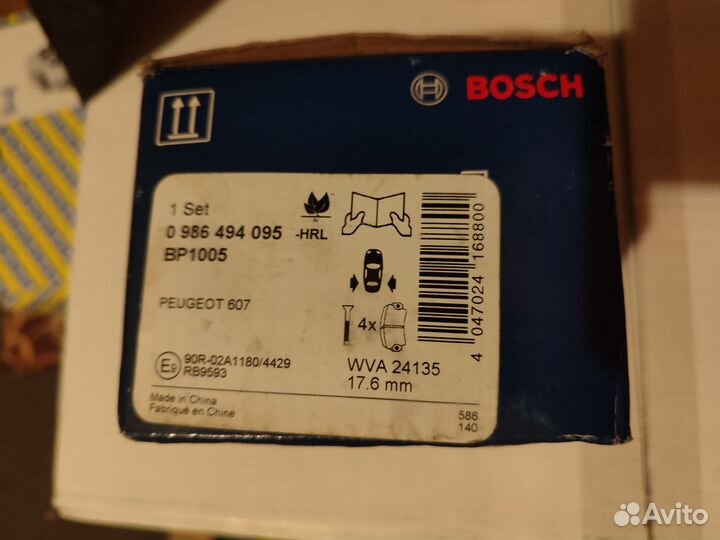 BOSCH
1 Set
0 986 494 095 -HRL
BP1005
N
PEUGEOT 607
4x
E9 90R-02A1180/4429
RB9593
WVA 24135
17.6 mm
Made in China
Fabriqué en Chine
586
140
4 047024 168800
Avito